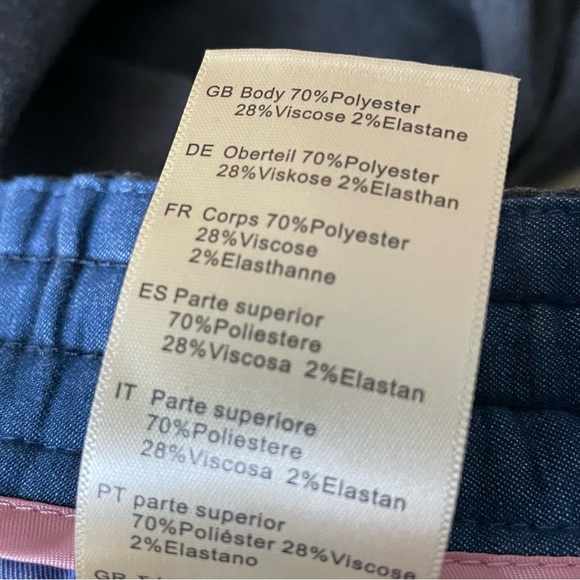 GB Body 70%Polyester
28%Viscose 2%Elastane
DE Oberteil 70%Polyester
28%Viskose 2%Elasthan
FR Corps 70%Polyester
28%Viscose
2%Elasthanne
ES Parte superior
70%Poliestere
28%Viscosa 2%Elastan
IT Parte superiore
70%Poliestere
28%Viscosa 2%Elastan
PT parte superior
70%Poliéster 28%Viscose
2%Elastano
GR